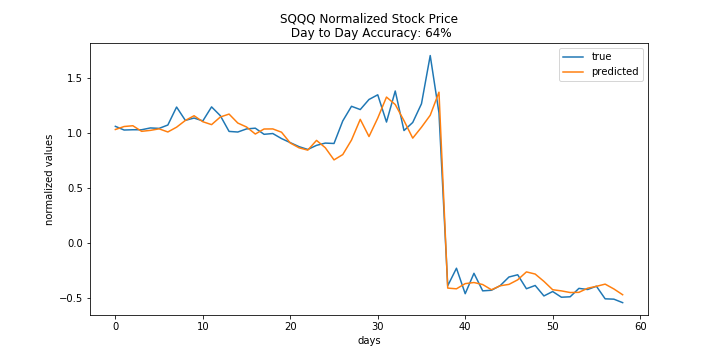 SQQQ Normalized Stock Price
Day to Day Accuracy: 64%
true
predicted
normalized values
1.5
1.0
0.5
0.0
−0.5
0
10
20
30
40
50
60
days